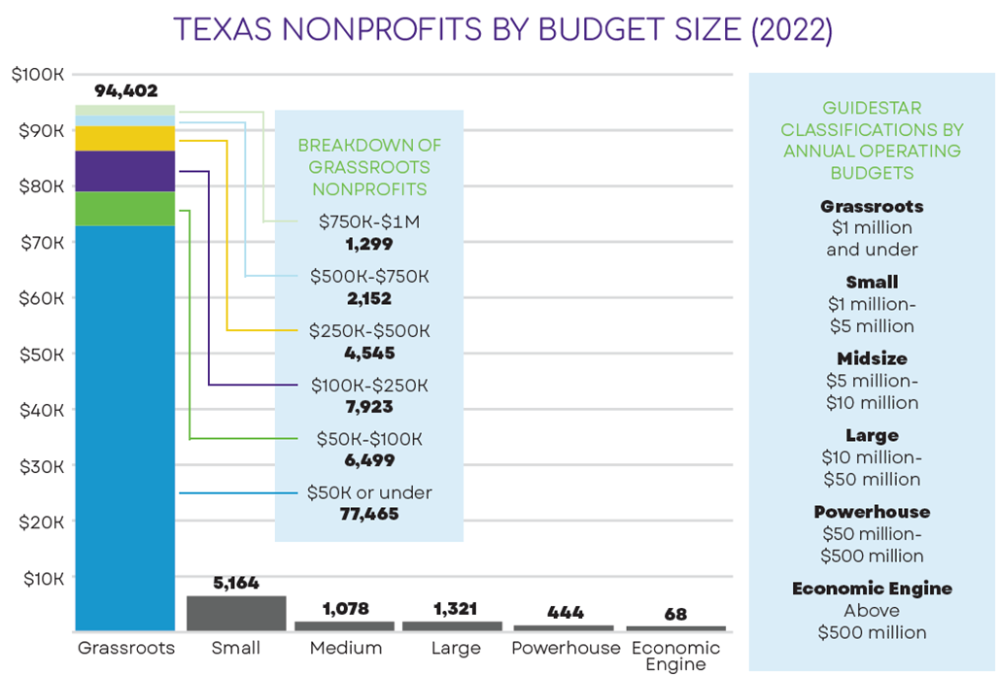 TEXAS NONPROFITS BY BUDGET SIZE (2022)
$100K
$90K
$80K
$70K
$60K
$50K
$40K
$30K
$20K
$10K
94,402
5,164
1,078
1,321
444
68
Grassroots
Small
Medium
Large
Powerhouse
Economic
Engine
BREAKDOWN OF
GRASSROOTS
NONPROFITS
$750K-$1M
1,299
$500K-$750K
2,152
$250K-$500K
4,545
$100K-$250K
7,923
$50K-$100K
6,499
$50K or under
77,465
GUIDESTAR
CLASSIFICATIONS BY
ANNUAL OPERATING
BUDGETS
Grassroots
$1 million
and under
Small
$1 million-
$5 million
Midsize
$5 million-
$10 million
Large
$10 million-
$50 million
Powerhouse
$50 million-
$500 million
Economic Engine
Above
$500 million